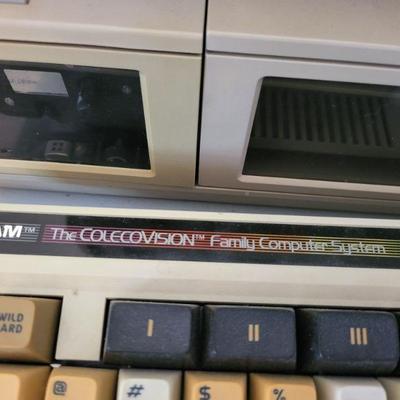 AM™ The COLECOVISION™ Family Computer System
WILD CARD I II III
@ # $ %